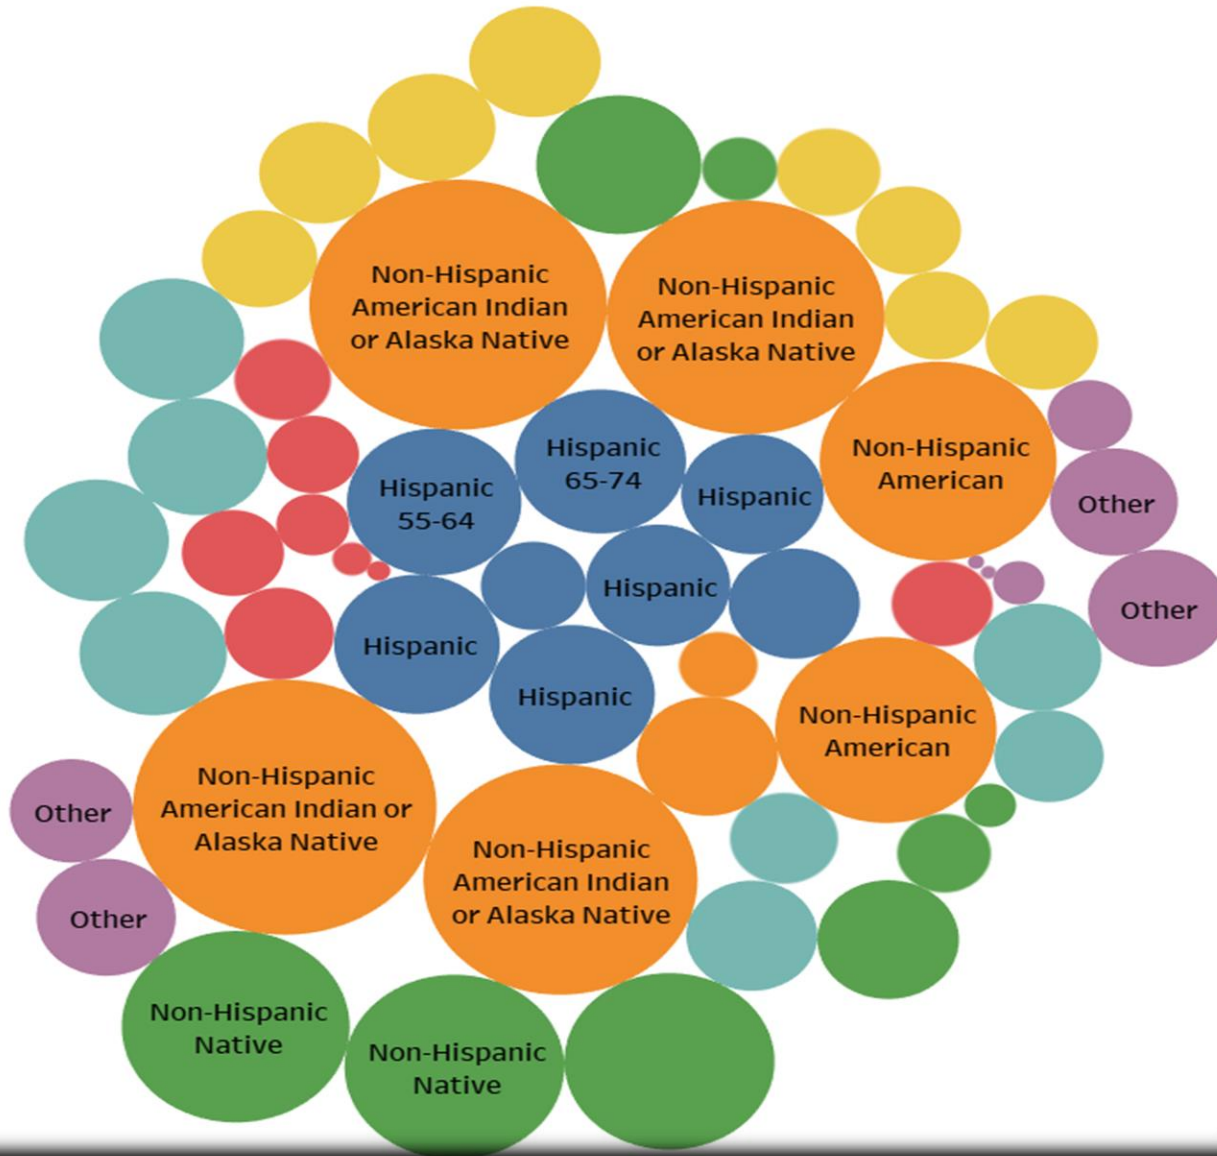 Non-Hispanic
American Indian
or Alaska Native
Non-Hispanic
American Indian
or Alaska Native
Hispanic
65-74
Non-Hispanic
American
Hispanic
55-64
Hispanic
Other
Hispanic
Other
Hispanic
Hispanic
Non-Hispanic
American
Non-Hispanic
American Indian or
Alaska Native
Other
Non-Hispanic
American Indian
or Alaska Native
Other
Non-Hispanic
Native
Non-Hispanic
Native